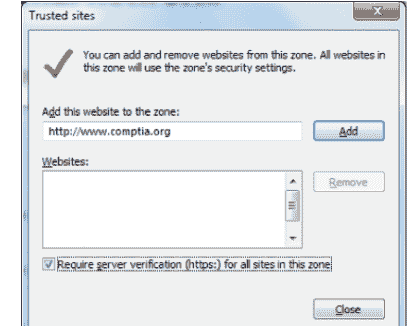 Trusted sites
You can add and remove websites from this zone. All websites in
this zone will use the zone's security settings.
Add this website to the zone:
http://www.comptia.org
Add
Websites:
Remove
Require server verification (https:) for all sites in this zone
Close